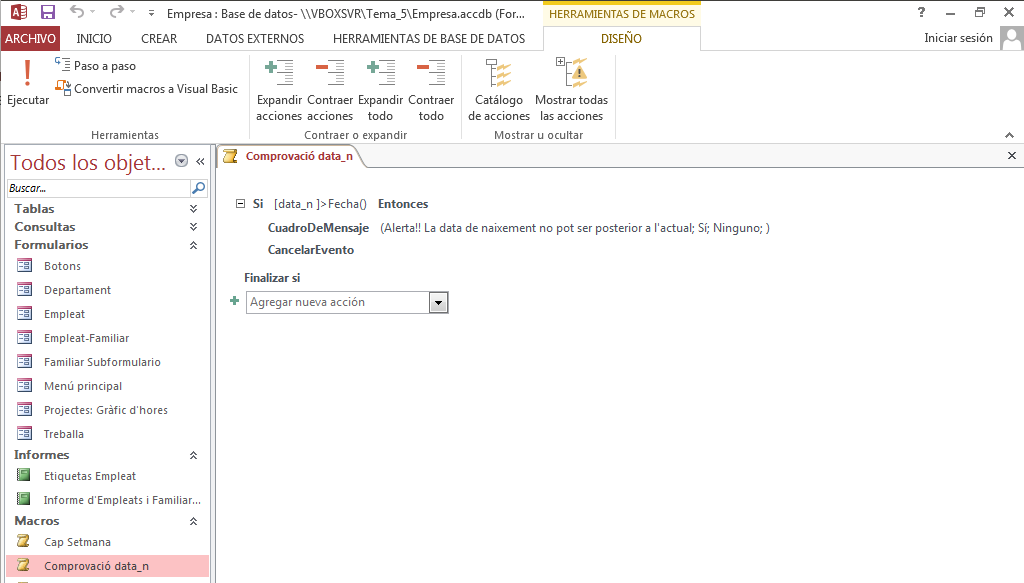 Empresa : Base de datos- \\VBOXSVR\Tema_5\Empresa.accdb (For...
HERRAMIENTAS DE MACROS
?
ARCHIVO INICIO CREAR DATOS EXTERNOS HERRAMIENTAS DE BASE DE DATOS DISEÑO Iniciar sesión
Ejecutar
Paso a paso
Convertir macros a Visual Basic
Herramientas
Expandir acciones
Contraer acciones
Expandir todo
Contraer todo
Contraer o expandir
Catálogo de acciones
Mostrar todas las acciones
Mostrar u ocultar
Todos los objet... «
Buscar...
Tablas
Consultas
Formularios
Botons
Departament
Empleat
Empleat-Familiar
Familiar Subformulario
Menú principal
Projectes: Gràfic d'hores
Treballa
Informes
Etiquetas Empleat
Informe d'Empleats i Familiar...
Macros
Cap Setmana
Comprovació data_n
Comprovació data_n
Si [data_n ]>Fecha() Entonces
CuadroDeMensaje (Alerta!! La data de naixement no pot ser posterior a l'actual; Sí; Ninguno; )
CancelarEvento
Finalizar si
Agregar nueva acción